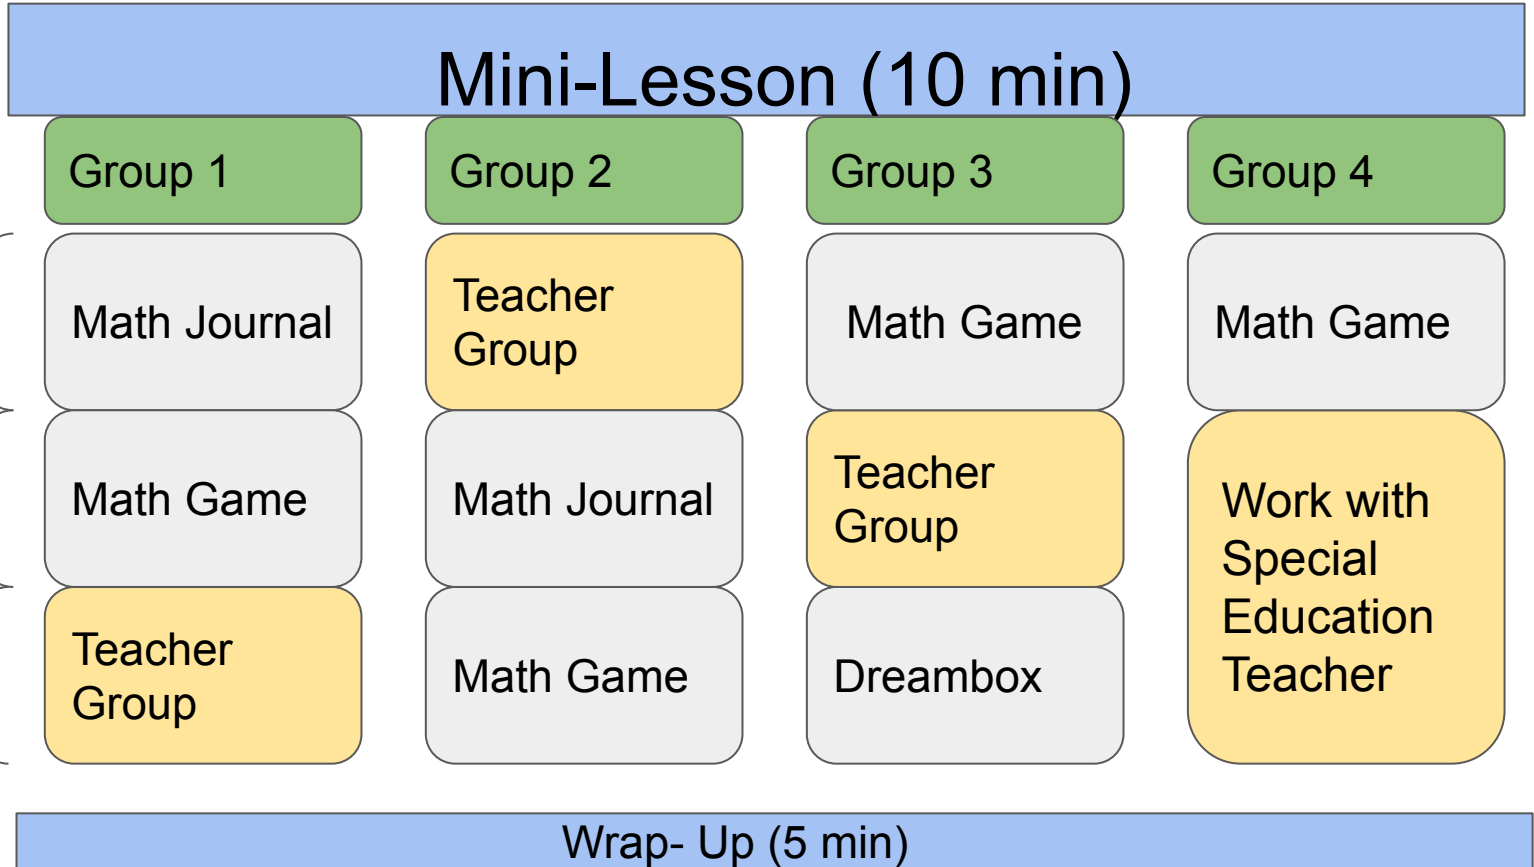 Mini-Lesson (10 min)
Group 1
Group 2
Group 3
Group 4
Math Journal
Teacher
Group
Math Game
Math Game
Math Game
Math Journal
Teacher
Group
Work with
Special
Education
Teacher
Teacher
Group
Math Game
Dreambox
Wrap- Up (5 min)